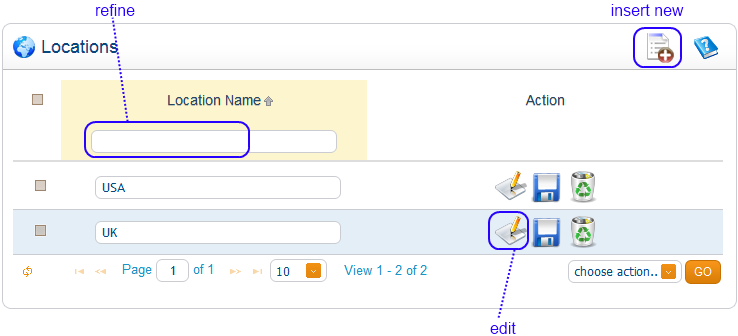 refine
insert new
Locations
Location Name
Action
USA
UK
Page 1 of 1
10
View 1 - 2 of 2
choose action..
GO
edit